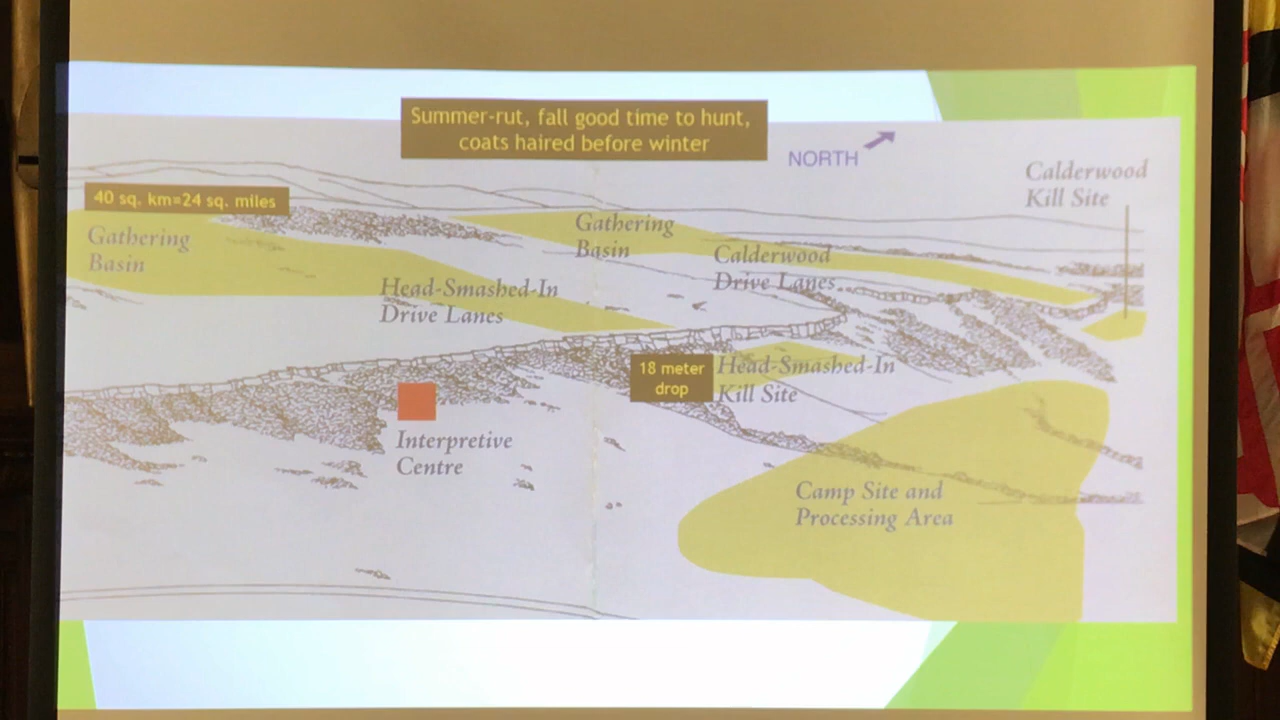 Summer-rut, fall good time to hunt,
coats haired before winter
NORTH
Calderwood
Kill Site
40 sq. km=24 sq. miles
Gathering
Basin
Gathering
Basin
Calderwood
Drive Lanes
Head-Smashed-In
Drive Lanes
18 meter
drop
Head-Smashed-In
Kill Site
Interpretive
Centre
Camp Site and
Processing Area